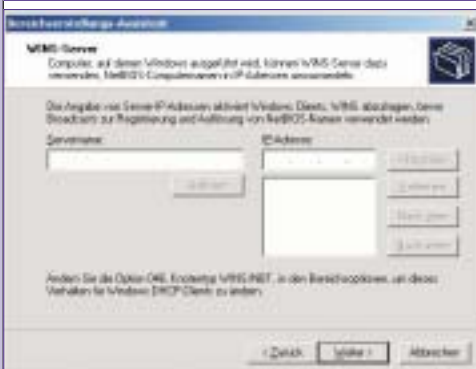 Bereichserstellungs-Assistent
WINS-Server
Computer, auf denen Windows ausgeführt wird, können WINS-Server dazu
verwenden, NetBIOS-Computernamen in IP-Adressen umzuwandeln.
Die Angabe von Server-IP-Adressen aktiviert Windows Clients, WINS abzufragen, bevor
Broadcasts zur Registrierung und Auflösung von NetBIOS-Namen verwendet werden.
Servername:
IP-Adresse:
Hinzufügen
Auflösen
Entfernen
Nach oben
Nach unten
Ändern Sie die Option 046, Knotentyp WINS/NBT, in den Bereichsoptionen, um dieses
Verhalten für Windows DHCP-Clients zu ändern.
< Zurück
Weiter >
Abbrechen